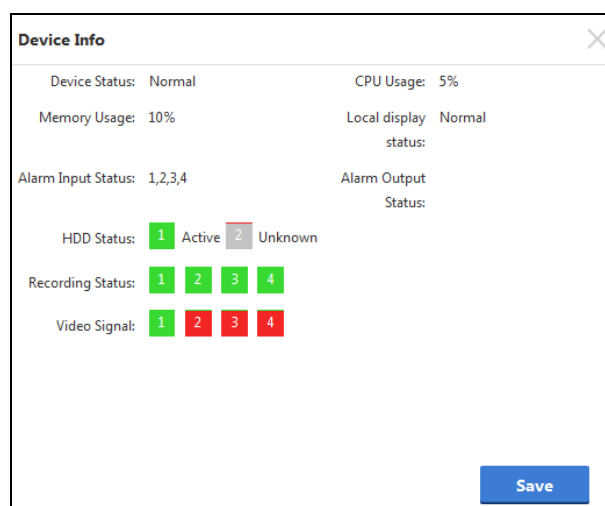 Device Info
Device Status: Normal CPU Usage: 5%
Memory Usage: 10% Local display Normal
status:
Alarm Input Status: 1,2,3,4 Alarm Output
Status:
HDD Status: 1 Active 2 Unknown
Recording Status: 1 2 3 4
Video Signal: 1 2 3 4
Save